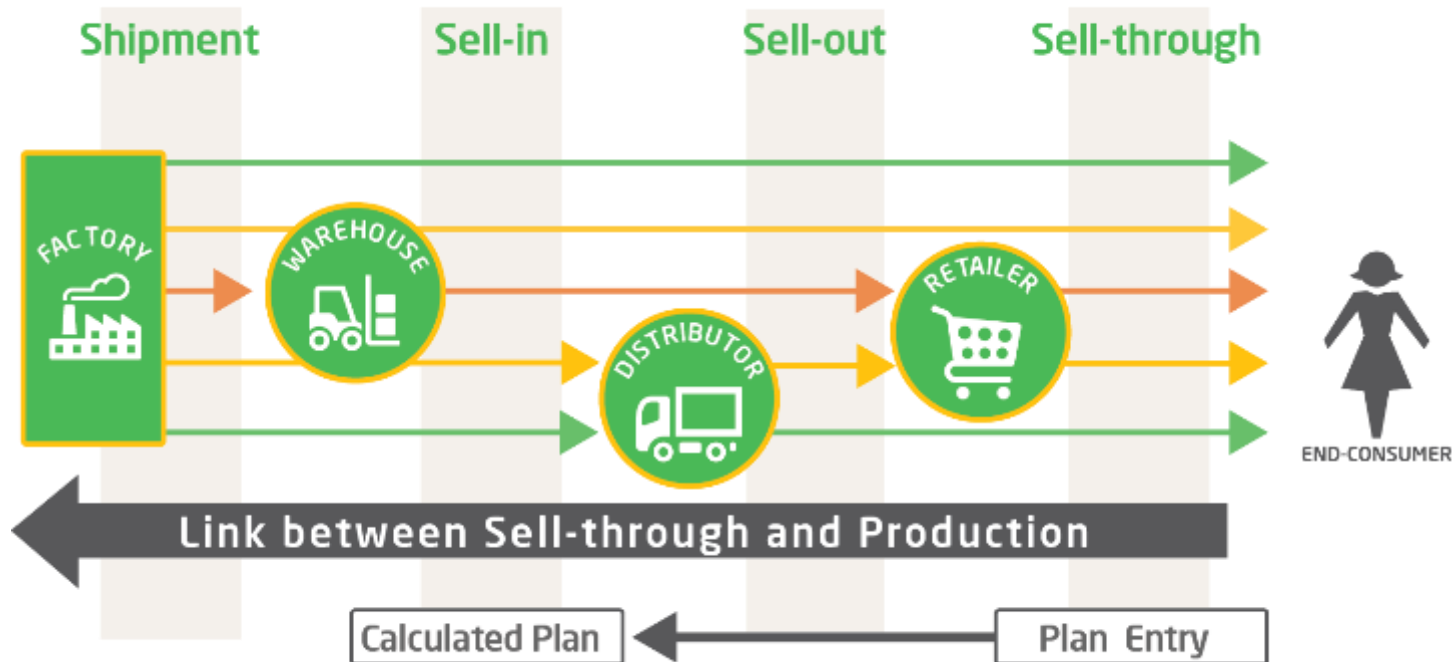 Shipment
Sell-in
Sell-out
Sell-through
FACTORY
WAREHOUSE
DISTRIBUTOR
RETAILER
END-CONSUMER
Link between Sell-through and Production
Calculated Plan
Plan Entry